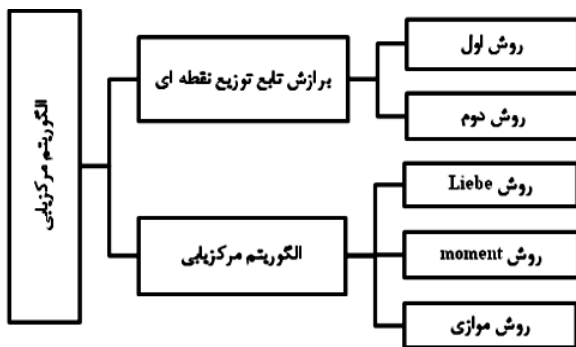 الگوریتم مرکزیابی
برازش تابع توزیع نقطه ای
روش اول
روش دوم
الگوریتم مرکزیابی
روش Liebe
روش moment
روش موازی